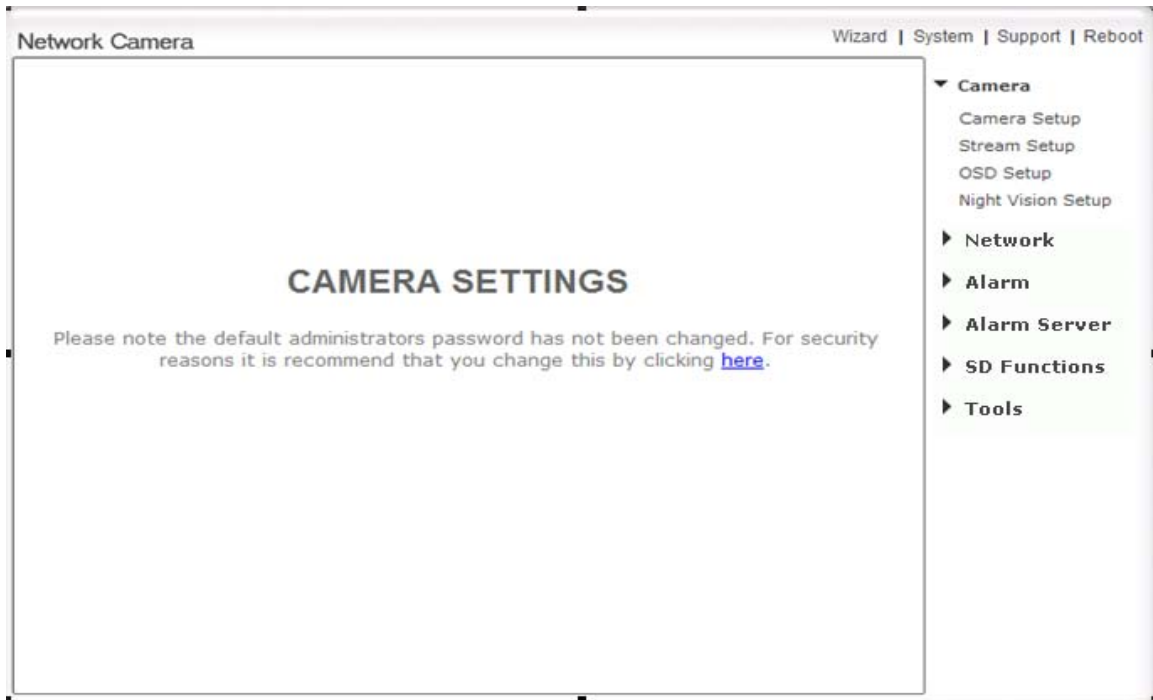 Network Camera
Wizard | System | Support | Reboot
CAMERA SETTINGS
Please note the default administrators password has not been changed. For security
reasons it is recommend that you change this by clicking here.
Camera
Camera Setup
Stream Setup
OSD Setup
Night Vision Setup
Network
Alarm
Alarm Server
SD Functions
Tools